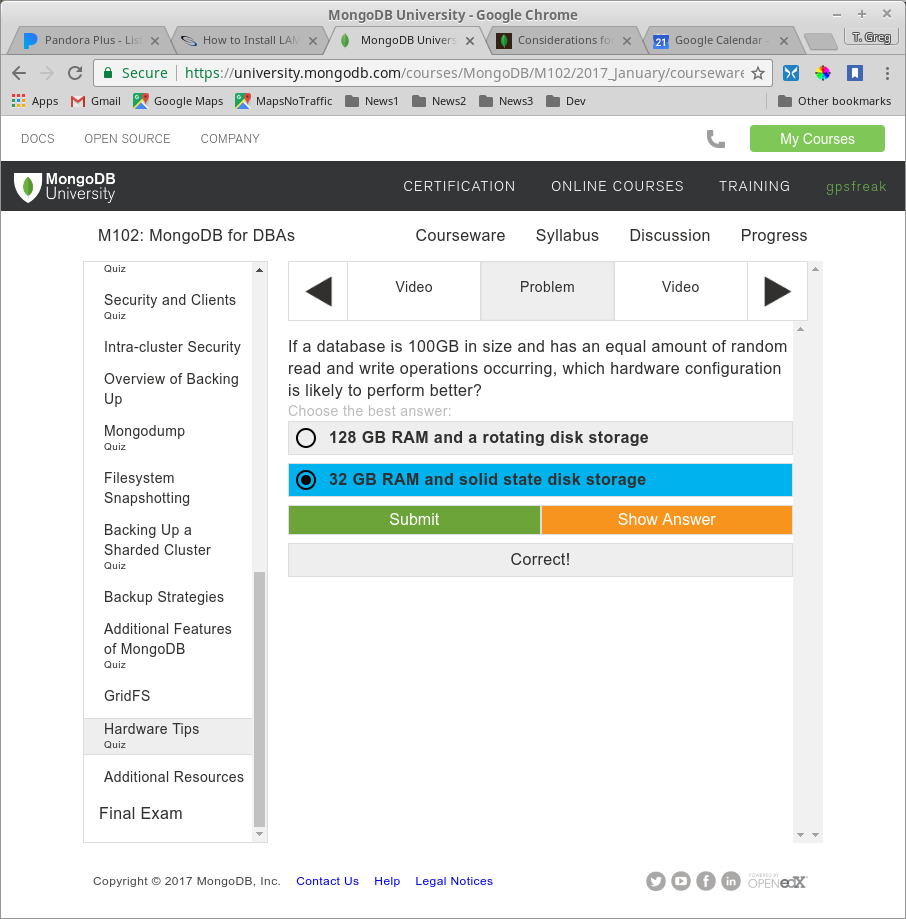 MongoDB University - Google Chrome
Pandora Plus - List
How to Install LAM
MongoDB Univers
Considerations fo
Google Calendar -
T. Greg
Secure
https://university.mongodb.com/courses/MongoDB/M102/2017_January/courseware
Apps
Gmail
Google Maps
MapsNoTraffic
News1
News2
News3
Dev
Other bookmarks
DOCS
OPEN SOURCE
COMPANY
My Courses
MongoDB
University
CERTIFICATION
ONLINE COURSES
TRAINING
gpsfreak
M102: MongoDB for DBAs
Courseware
Syllabus
Discussion
Progress
Quiz
Security and Clients
Quiz
Intra-cluster Security
Overview of Backing
Up
Mongodump
Quiz
Filesystem
Snapshotting
Backing Up a
Sharded Cluster
Quiz
Backup Strategies
Additional Features
of MongoDB
Quiz
GridFS
Hardware Tips
Quiz
Additional Resources
Final Exam
Video
Problem
Video
If a database is 100GB in size and has an equal amount of random
read and write operations occurring, which hardware configuration
is likely to perform better?
Choose the best answer:
128 GB RAM and a rotating disk storage
32 GB RAM and solid state disk storage
Submit
Show Answer
Correct!
Copyright © 2017 MongoDB, Inc.
Contact Us
Help
Legal Notices
POWERED BY
OPEN edX